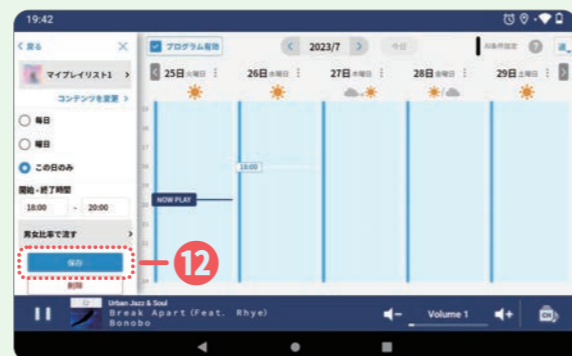 19:42
< 戻る
マイプレイリスト1
コンテンツを変更 >
毎日
曜日
この日のみ
開始・終了時間
18:00 - 20:00
男女比率で流す
保存
削除
12
プログラム有効
2023/7
今日
?
25日 火曜日
26日 水曜日
27日 木曜日
28日 金曜日
29日 土曜日
18:00
NOW PLAY
Urban Jazz & Soul
Break Apart (Feat. Rhye)
Bonobo
Volume 1
CH